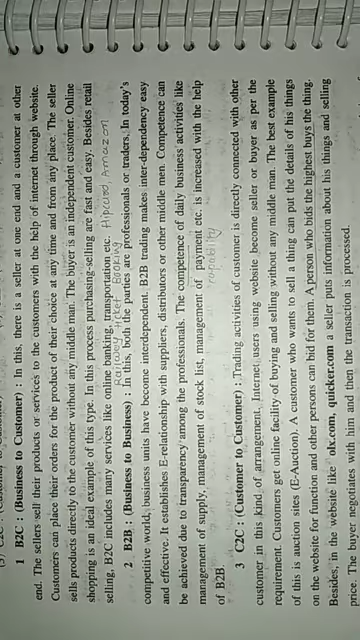 1 B2C : (Business to Customer) : In this, there is a seller at one end and a customer at other
end. The sellers sell their products or services to the customers with the help of internet through website.
Customers can place their orders for the product of their choice at any time and from any place. The seller
sells products directly to the customer without any middle man. The buyer is an independent customer. Online
shopping is an ideal example of this type. In this process purchasing-selling are fast and easy. Besides retail
selling, B2C includes many services like online banking, transportation etc. Flipcard Amazon
Railway ticket Booking
2 B2B : (Business to Business) : In this, both the parties are professionals or traders. In today's
competitive world, business units have become interdependent. B2B trading makes inter-dependency easy
and effective. It establishes E-relationship with suppliers, distributors or other middle men. Competence can
be achieved due to transparency among the professionals. The competence of daily business activities like
management of supply, management of stock list, management of payment etc. is increased with the help
of B2B. capability
3 C2C : (Customer to Customer) : Trading activities of customer is directly connected with other
customer in this kind of arrangement. Internet users using website become seller or buyer as per the
requirement. Customers get online facility of buying and selling without any middle man. The best example
of this is auction sites (E-Auction). A customer who wants to sell a thing can put the details of his things
on the website for function and other persons can bid for them. A person who bids the highest buys the thing.
Besides, in the website like olx.com, quicker.com a seller puts information about his things and selling
price. The buyer negotiates with him and then the transaction is processed.